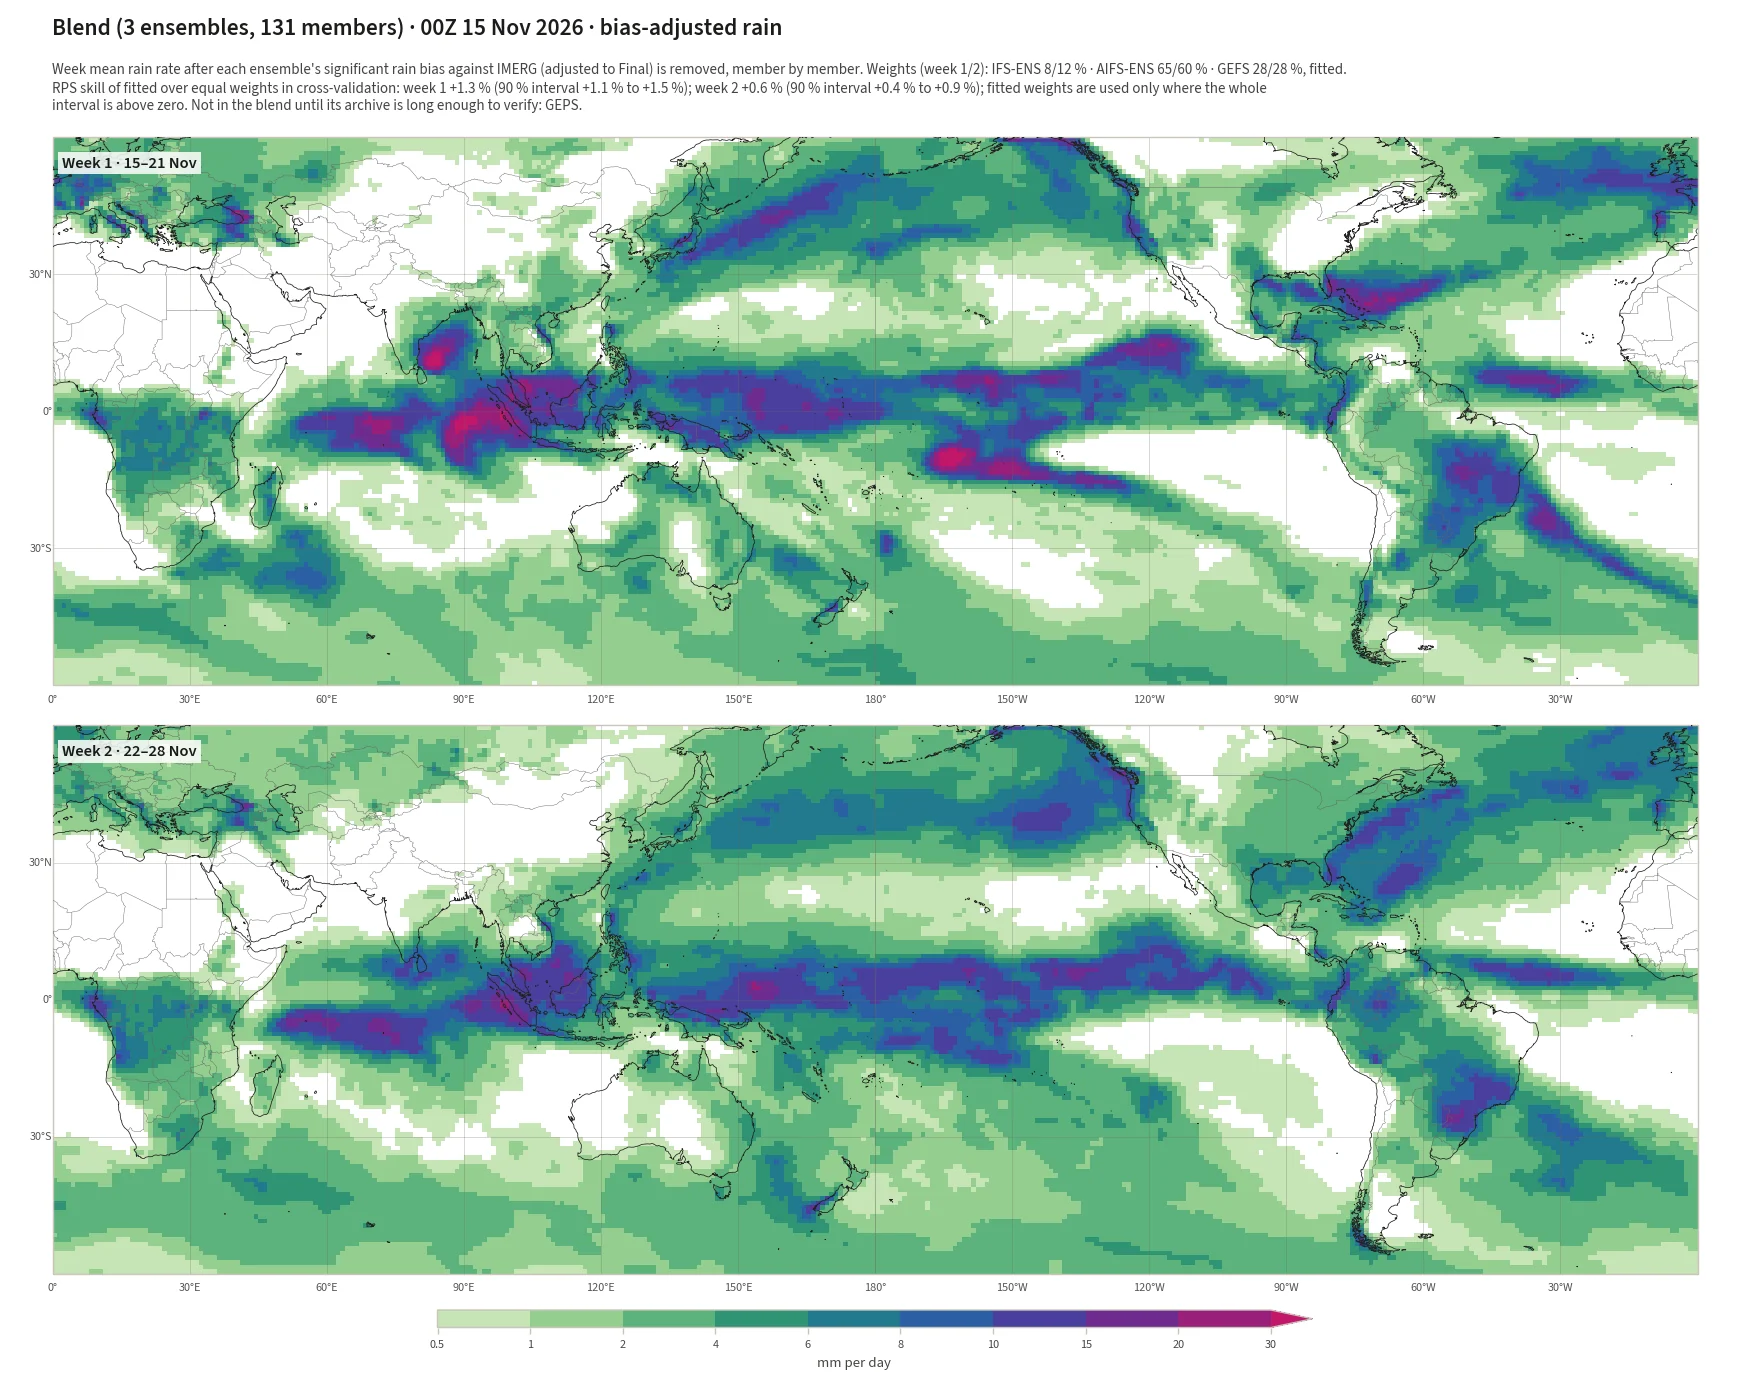 Blend (3 ensembles, 131 members) · 00Z 15 Nov 2026 · bias-adjusted rain
Week mean rain rate after each ensemble's significant rain bias against IMERG (adjusted to Final) is removed, member by member. Weights (week 1/2): IFS-ENS 8/12 % · AIFS-ENS 65/60 % · GEFS 28/28 %, fitted.
RPS skill of fitted over equal weights in cross-validation: week 1 +1.3 % (90 % interval +1.1 % to +1.5 %); week 2 +0.6 % (90 % interval +0.4 % to +0.9 %); fitted weights are used only where the whole
interval is above zero. Not in the blend until its archive is long enough to verify: GEPS.
Week 1 · 15–21 Nov
30°N
0°
30°S
0° 30°E 60°E 90°E 120°E 150°E 180° 150°W 120°W 90°W 60°W 30°W
Week 2 · 22–28 Nov
30°N
0°
30°S
0° 30°E 60°E 90°E 120°E 150°E 180° 150°W 120°W 90°W 60°W 30°W
0.5 1 2 4 6 8 10 15 20 30
mm per day